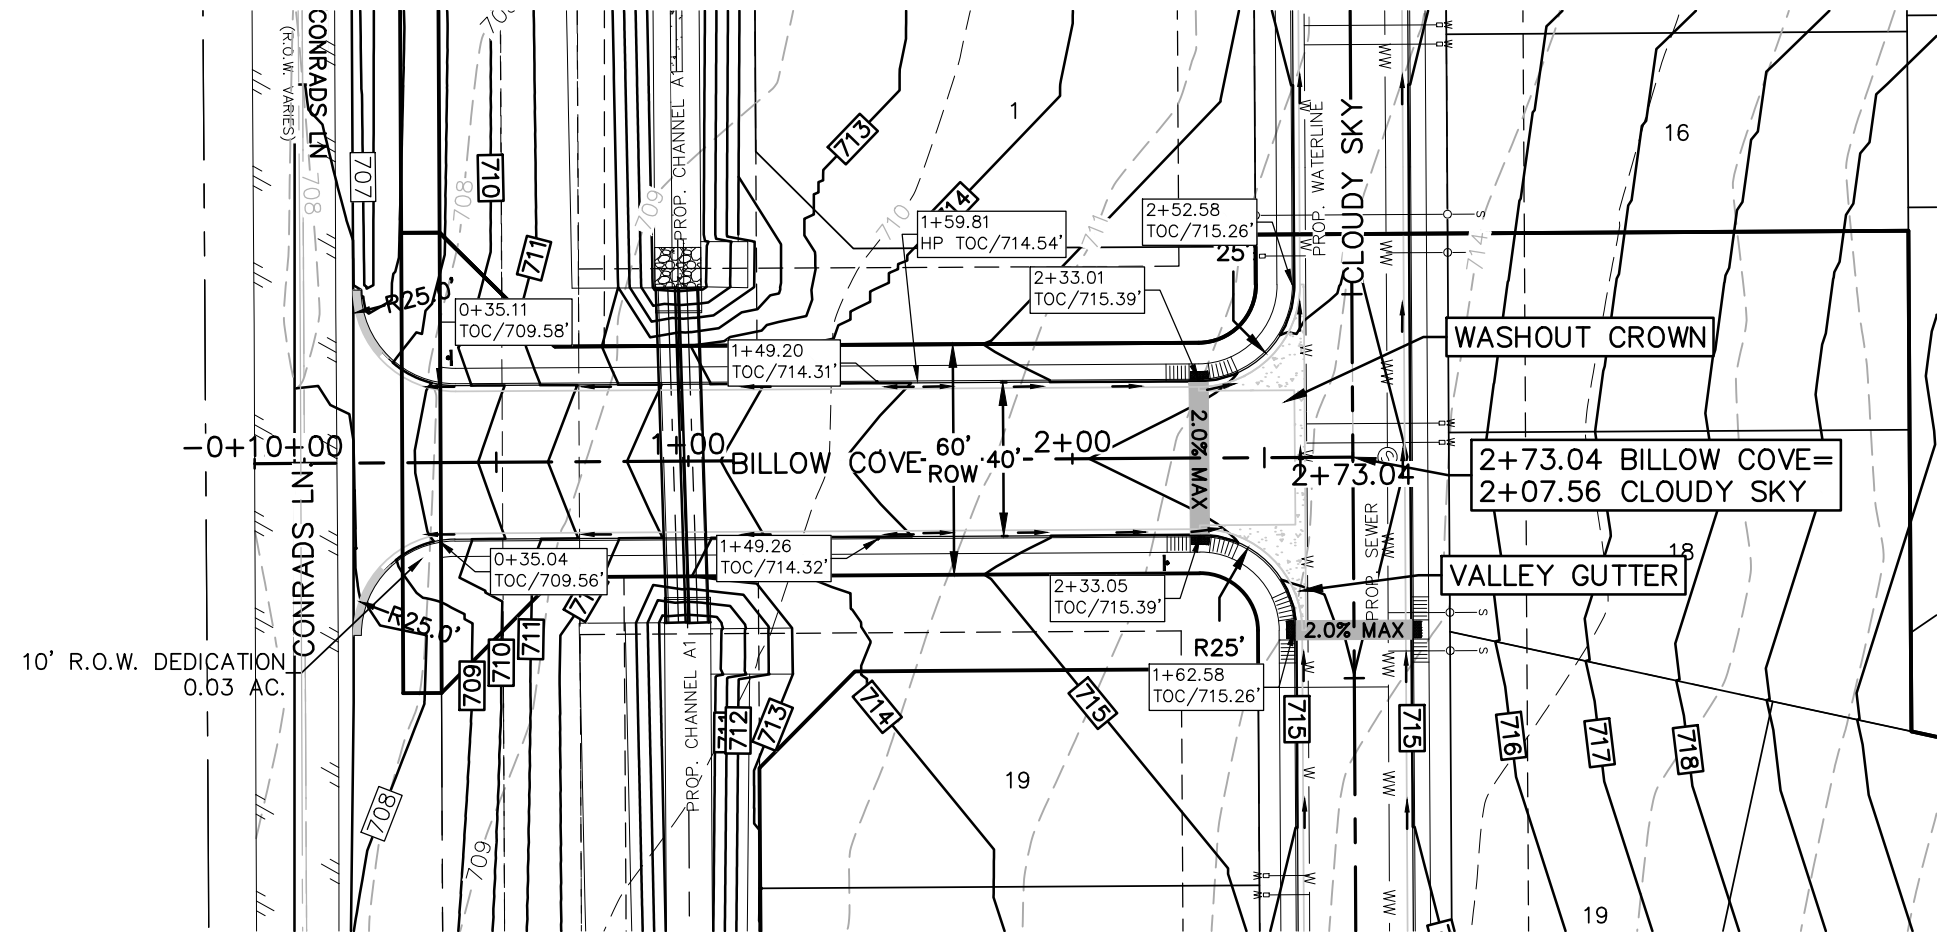 CONRADS LN
(R.O.W. VARIES)
707
708
708
710
711
709
PROP. CHANNEL A1
713
710
714
1
1+59.81
HP TOC/714.54'
711
2+52.58
TOC/715.26'
25'
PROP. WATERLINE
CLOUDY SKY
16
714
R25.0'
0+35.11
TOC/709.58'
1+49.20
TOC/714.31'
2+33.01
TOC/715.39'
WASHOUT CROWN
-0+10+00
1+00
BILLOW COVE
60'
ROW
40'
2+00
2.0% MAX
2+73.04
2+73.04 BILLOW COVE=
2+07.56 CLOUDY SKY
CONRADS LN
0+35.04
TOC/709.56'
1+49.26
TOC/714.32'
2+33.05
TOC/715.39'
PROP. SEWER
18
VALLEY GUTTER
R25.0'
10' R.O.W. DEDICATION
0.03 AC.
709
710
711
R25'
2.0% MAX
1+62.58
TOC/715.26'
PROP. CHANNEL A1
711
712
713
714
715
715
715
716
717
718
708
709
19
19
W
WW
S